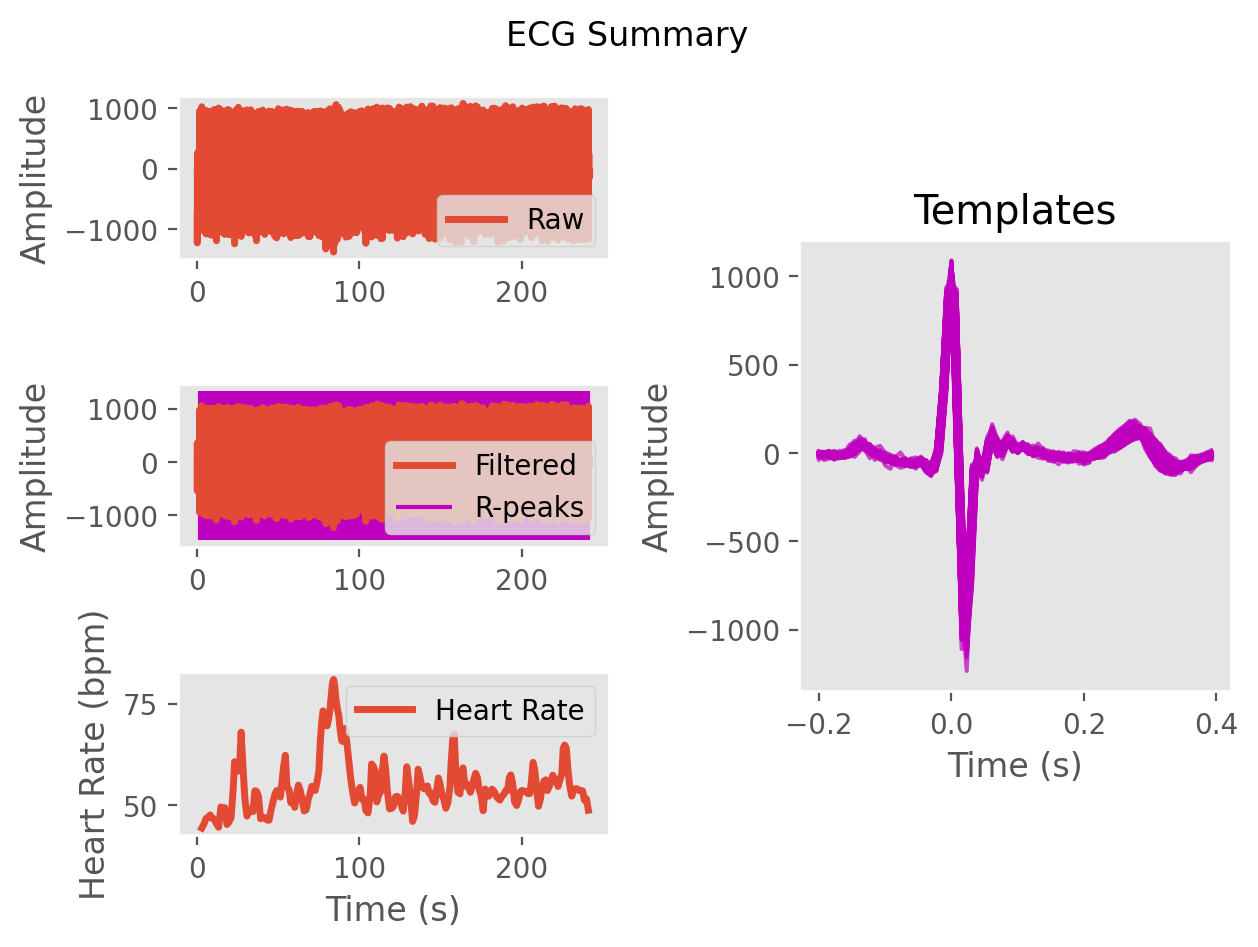 ECG Summary
Amplitude
1000
0
−1000
Raw
0 100 200
Amplitude
1000
0
−1000
Filtered
R-peaks
0 100 200
Heart Rate (bpm)
75
50
Heart Rate
0 100 200
Time (s)
Templates
Amplitude
1000
500
0
−500
−1000
−0.2 0.0 0.2 0.4
Time (s)